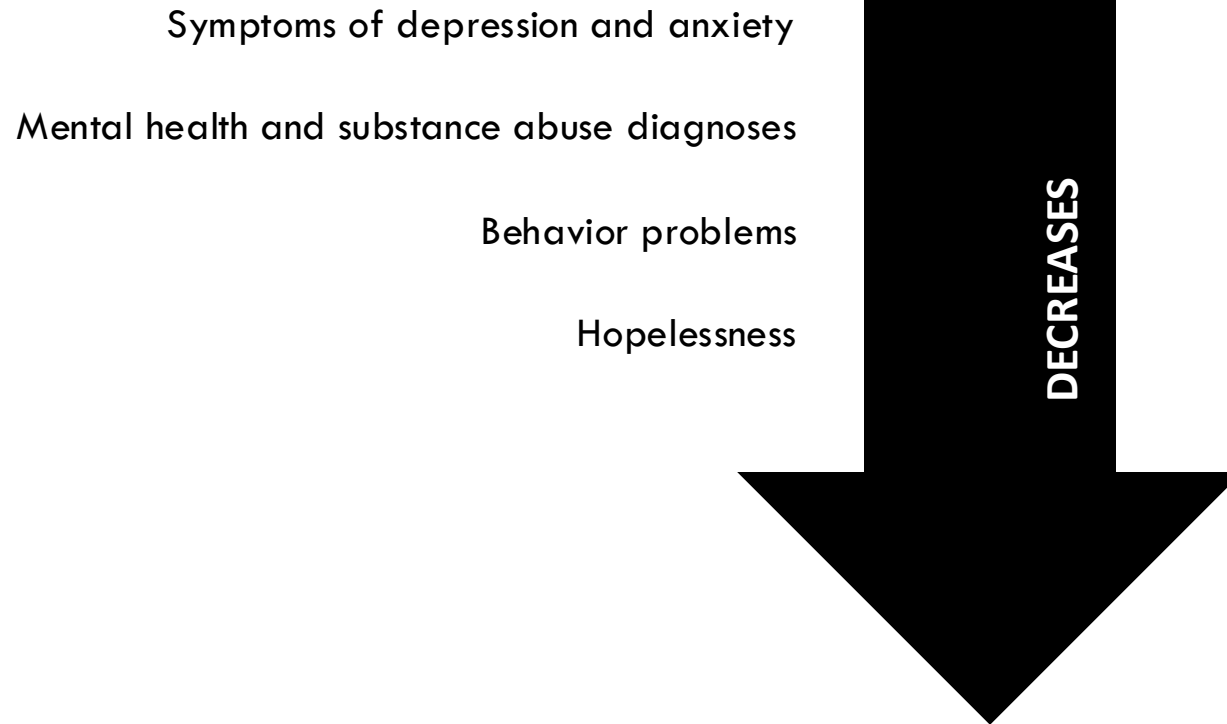 Symptoms of depression and anxiety
Mental health and substance abuse diagnoses
Behavior problems
Hopelessness
DECREASES